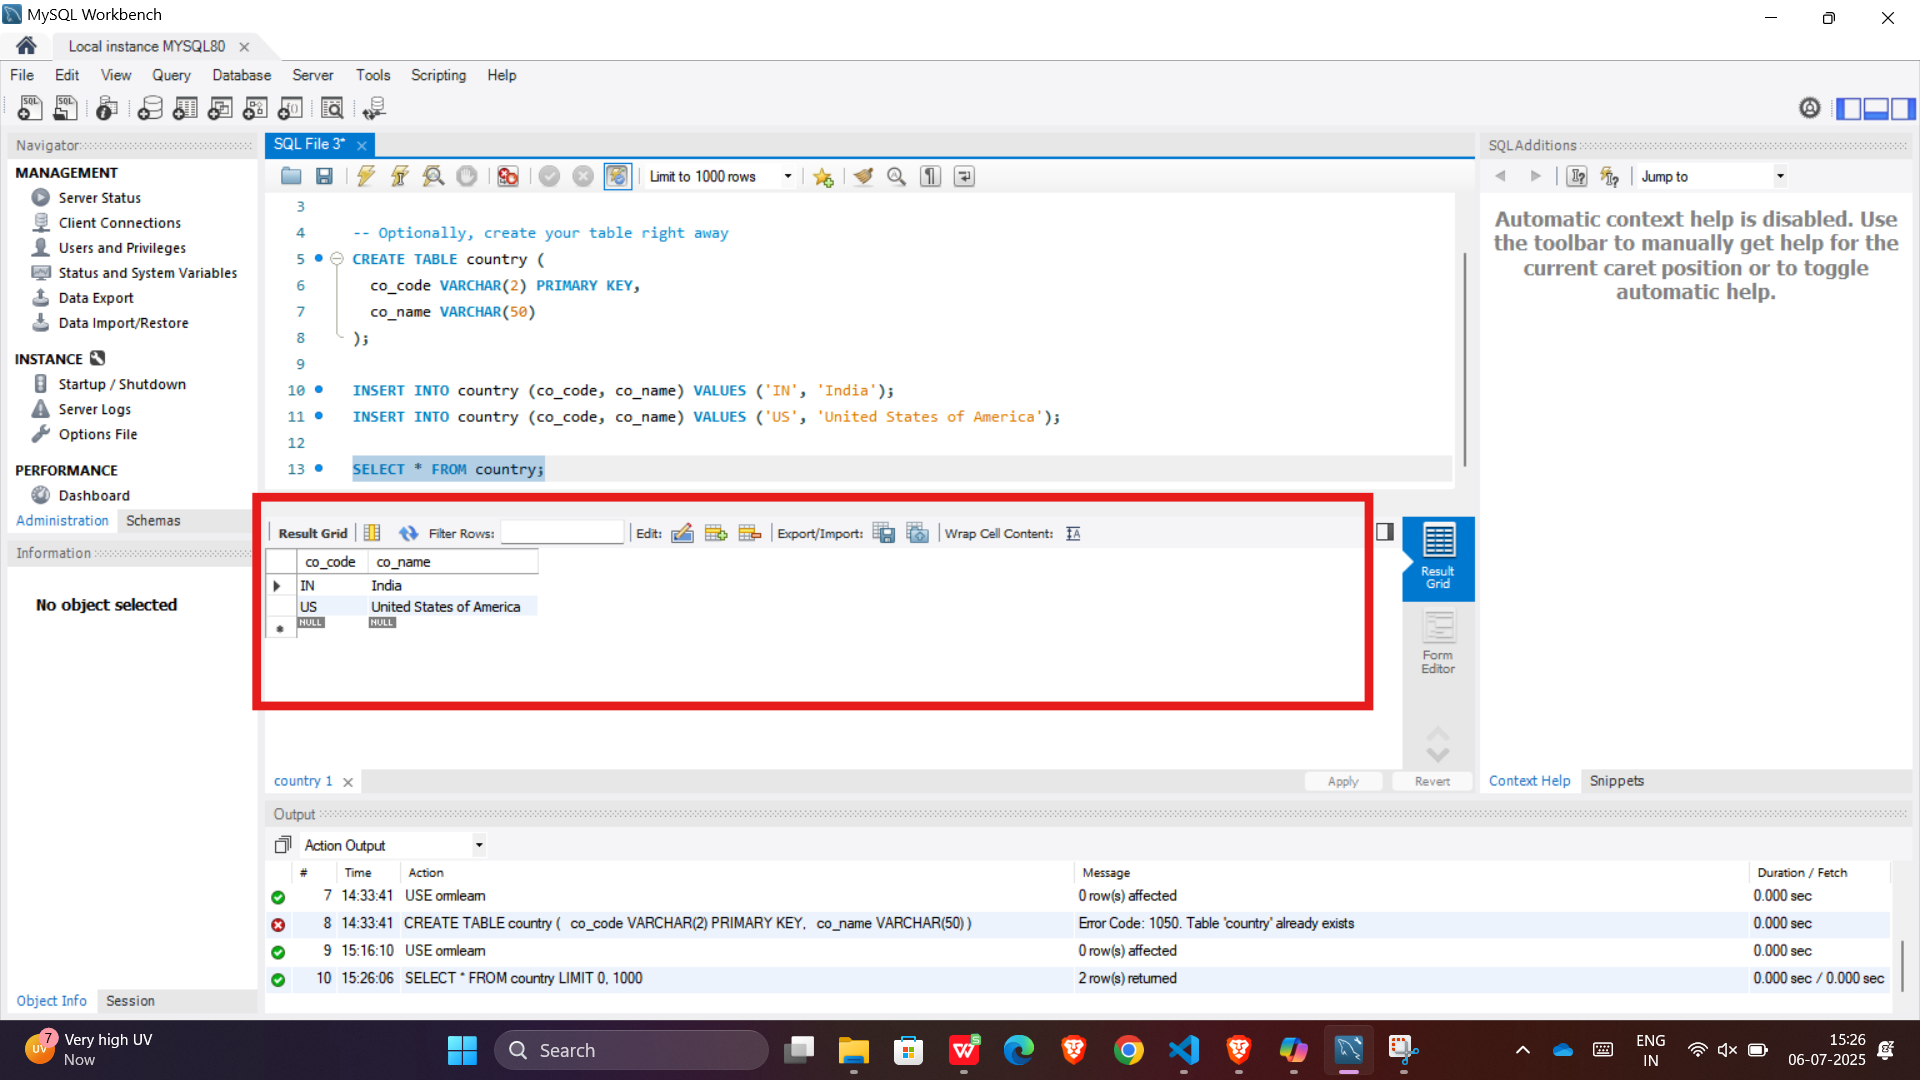 MySQL Workbench
Local instance MYSQL80
File Edit View Query Database Server Tools Scripting Help
Navigator
MANAGEMENT
Server Status
Client Connections
Users and Privileges
Status and System Variables
Data Export
Data Import/Restore
INSTANCE
Startup / Shutdown
Server Logs
Options File
PERFORMANCE
Dashboard
Administration Schemas
Information
No object selected
Object Info Session
SQL File 3*
Limit to 1000 rows
3
4 -- Optionally, create your table right away
5 CREATE TABLE country (
6 co_code VARCHAR(2) PRIMARY KEY,
7 co_name VARCHAR(50)
8 );
9
10 INSERT INTO country (co_code, co_name) VALUES ('IN', 'India');
11 INSERT INTO country (co_code, co_name) VALUES ('US', 'United States of America');
12
13 SELECT * FROM country;
Result Grid Filter Rows: Edit: Export/Import: Wrap Cell Content:
co_code co_name
IN India
US United States of America
NULL NULL
Result
Grid
Form
Editor
country 1 Apply Revert
SQLAdditions
Jump to
Automatic context help is disabled. Use
the toolbar to manually get help for the
current caret position or to toggle
automatic help.
Context Help Snippets
Output
Action Output
# Time Action Message Duration / Fetch
7 14:33:41 USE ormlearn 0 row(s) affected 0.000 sec
8 14:33:41 CREATE TABLE country ( co_code VARCHAR(2) PRIMARY KEY, co_name VARCHAR(50) ) Error Code: 1050. Table 'country' already exists 0.000 sec
9 15:16:10 USE ormlearn 0 row(s) affected 0.000 sec
10 15:26:06 SELECT * FROM country LIMIT 0, 1000 2 row(s) returned 0.000 sec / 0.000 sec
UV 7 Very high UV
Now
Search
ENG
IN
15:26
06-07-2025